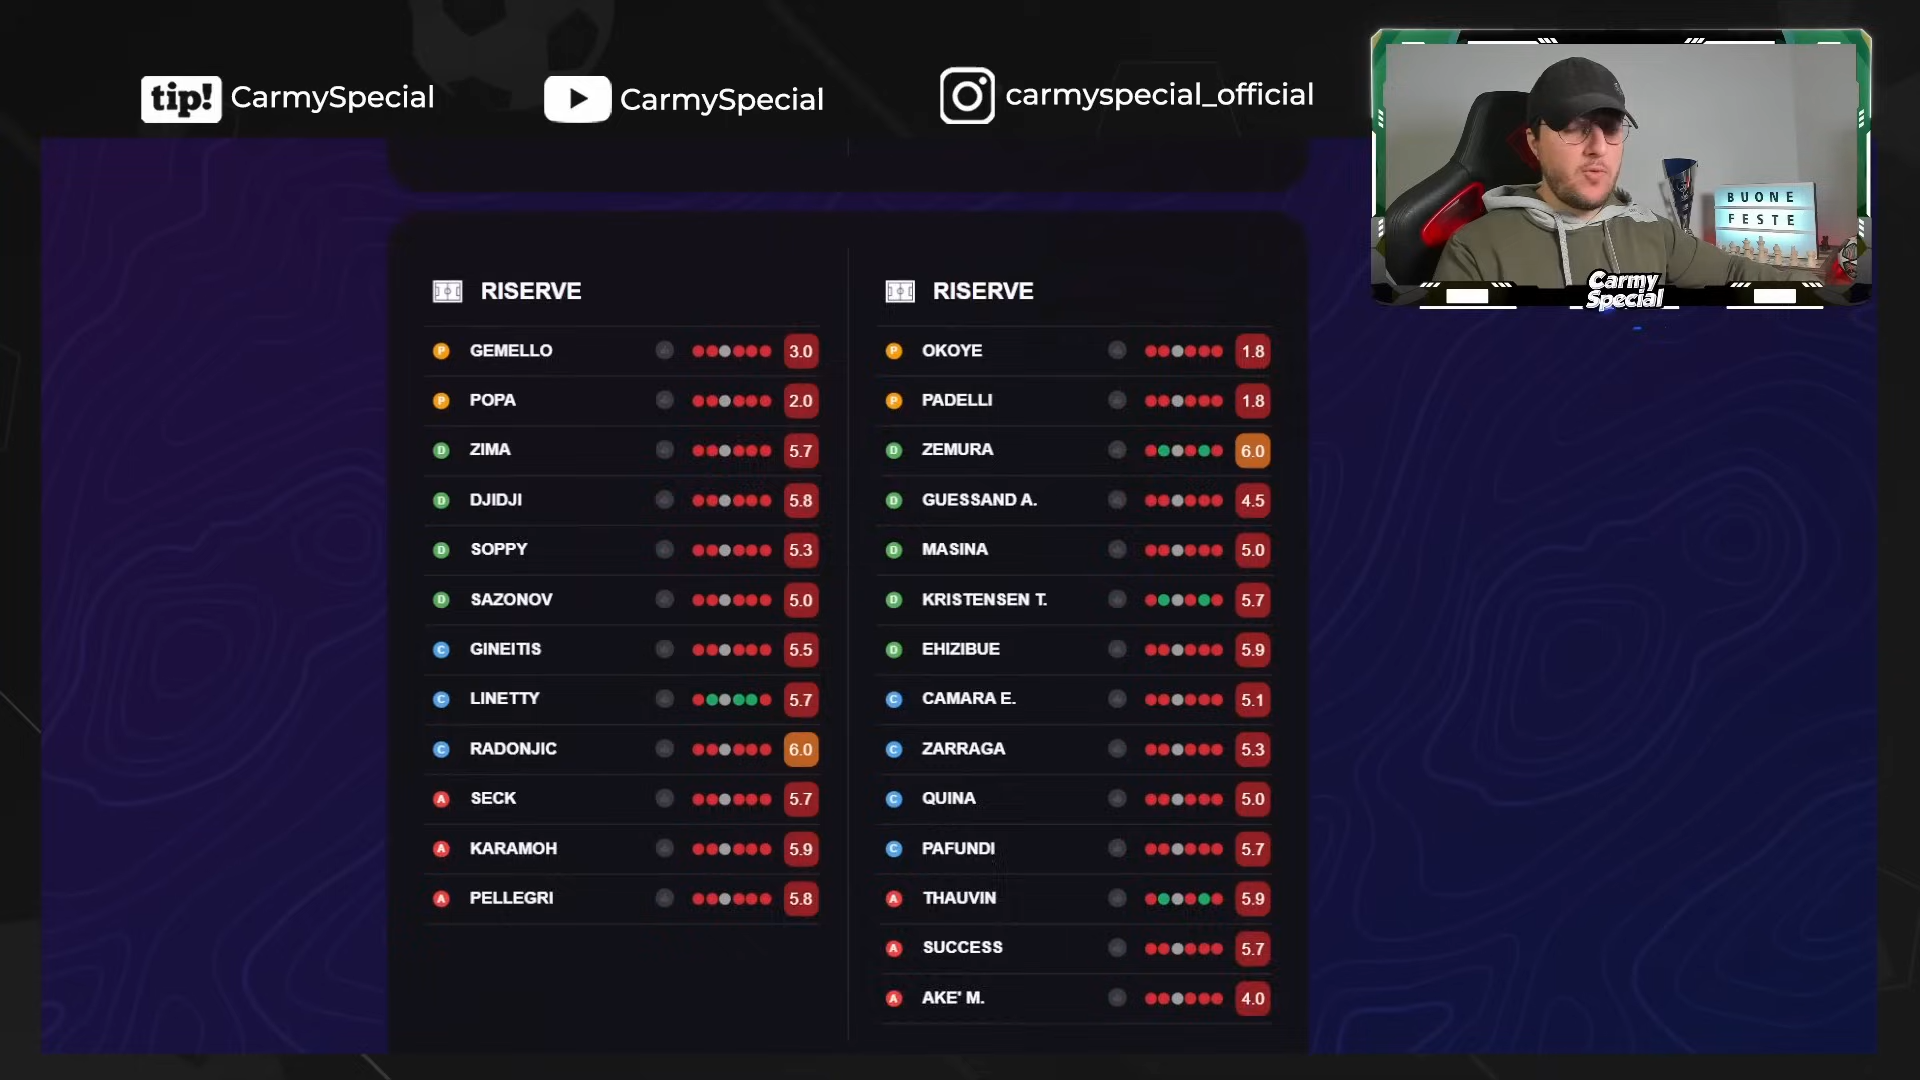 tip! CarmySpecial
CarmySpecial
carmyspecial_official
BUONE
FESTE
Carmy
Special
RISERVE
P GEMELLO 3.0
P POPA 2.0
D ZIMA 5.7
D DJIDJI 5.8
D SOPPY 5.3
D SAZONOV 5.0
C GINEITIS 5.5
C LINETTY 5.7
C RADONJIC 6.0
A SECK 5.7
A KARAMOH 5.9
A PELLEGRI 5.8
RISERVE
P OKOYE 1.8
P PADELLI 1.8
D ZEMURA 6.0
D GUESSAND A. 4.5
D MASINA 5.0
D KRISTENSEN T. 5.7
D EHIZIBUE 5.9
C CAMARA E. 5.1
C ZARRAGA 5.3
C QUINA 5.0
C PAFUNDI 5.7
A THAUVIN 5.9
A SUCCESS 5.7
A AKE' M. 4.0